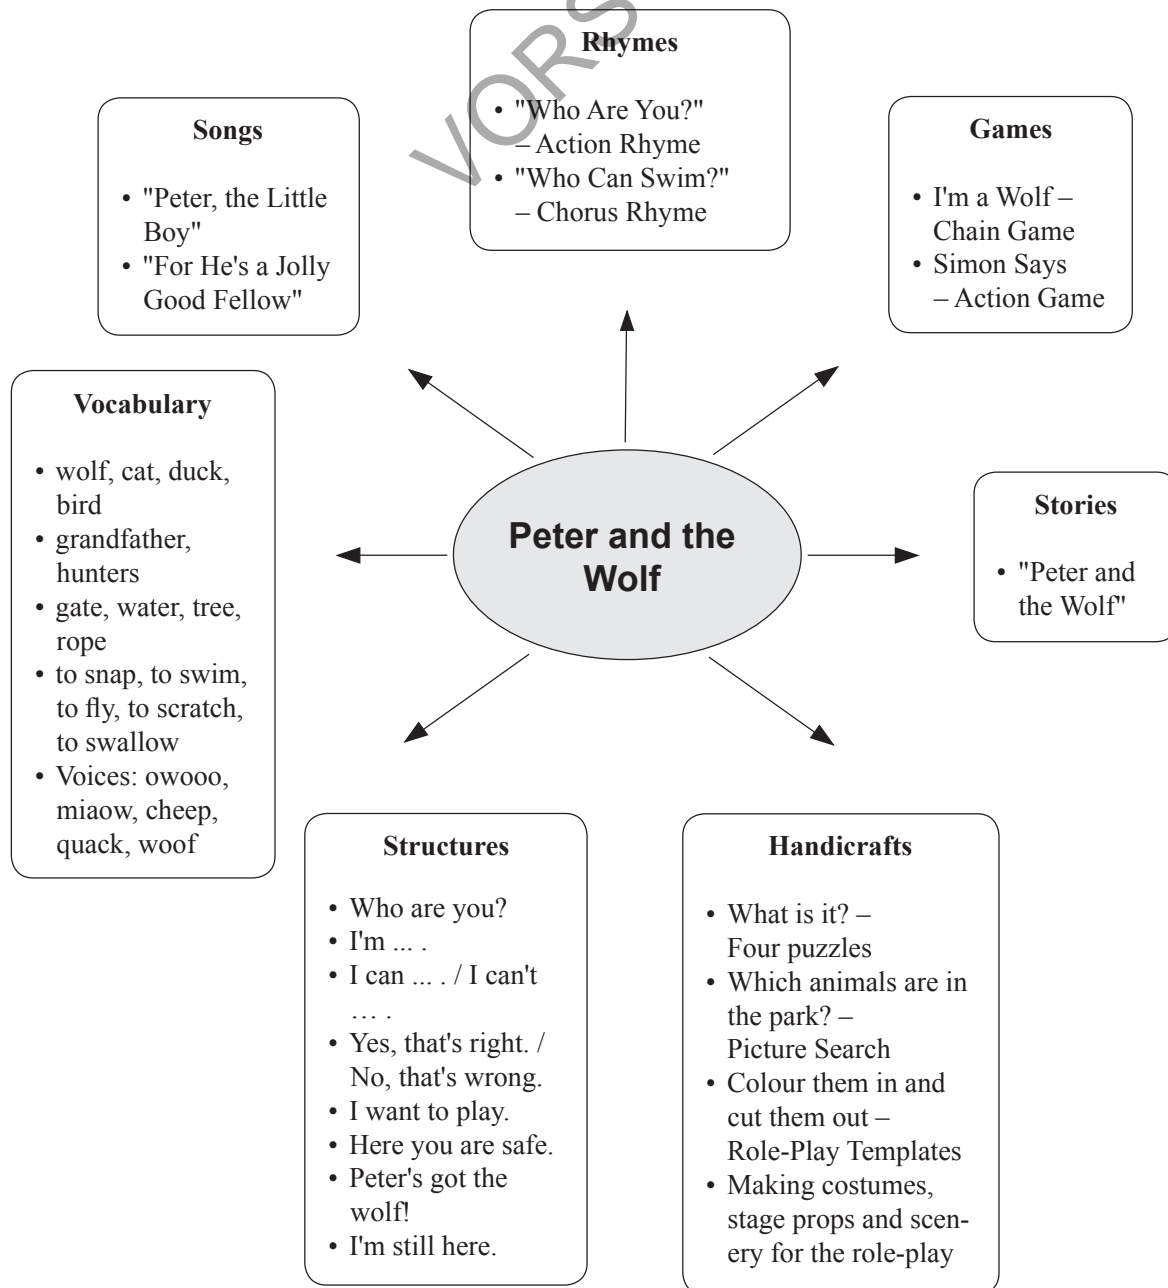 VORS
Rhymes
• "Who Are You?"
– Action Rhyme
• "Who Can Swim?"
– Chorus Rhyme
Songs
• "Peter, the Little
Boy"
• "For He's a Jolly
Good Fellow"
Games
• I'm a Wolf –
Chain Game
• Simon Says
– Action Game
Vocabulary
• wolf, cat, duck,
bird
• grandfather,
hunters
• gate, water, tree,
rope
• to snap, to swim,
to fly, to scratch,
to swallow
• Voices: owooo,
miaow, cheep,
quack, woof
Peter and the
Wolf
Stories
• "Peter and
the Wolf"
Structures
• Who are you?
• I'm ... .
• I can ... . / I can't
... .
• Yes, that's right. /
No, that's wrong.
• I want to play.
• Here you are safe.
• Peter's got the
wolf!
• I'm still here.
Handicrafts
• What is it? –
Four puzzles
• Which animals are in
the park? –
Picture Search
• Colour them in and
cut them out –
Role-Play Templates
• Making costumes,
stage props and scen-
ery for the role-play